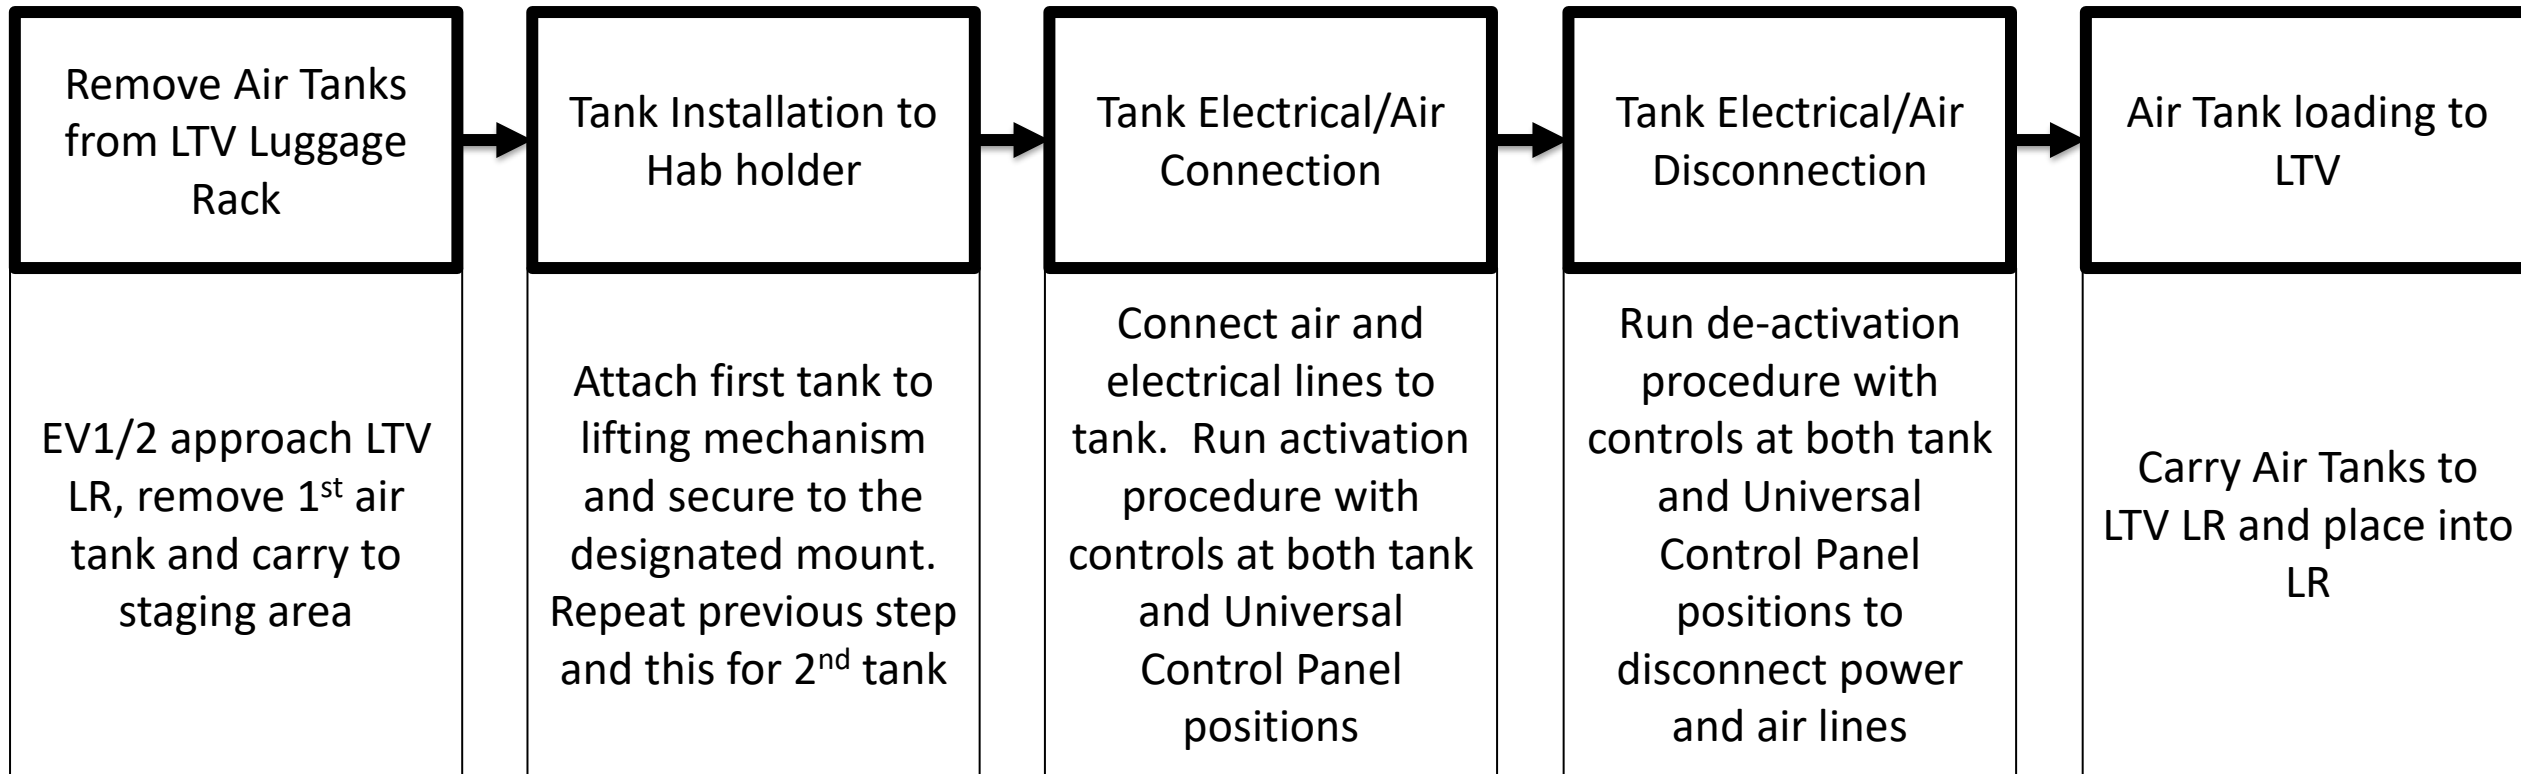 Remove Air Tanks
from LTV Luggage
Rack
EV1/2 approach LTV
LR, remove 1st air
tank and carry to
staging area
Tank Installation to
Hab holder
Attach first tank to
lifting mechanism
and secure to the
designated mount.
Repeat previous step
and this for 2nd tank
Tank Electrical/Air
Connection
Connect air and
electrical lines to
tank.  Run activation
procedure with
controls at both tank
and Universal
Control Panel
positions
Tank Electrical/Air
Disconnection
Run de-activation
procedure with
controls at both tank
and Universal
Control Panel
positions to
disconnect power
and air lines
Air Tank loading to
LTV
Carry Air Tanks to
LTV LR and place into
LR